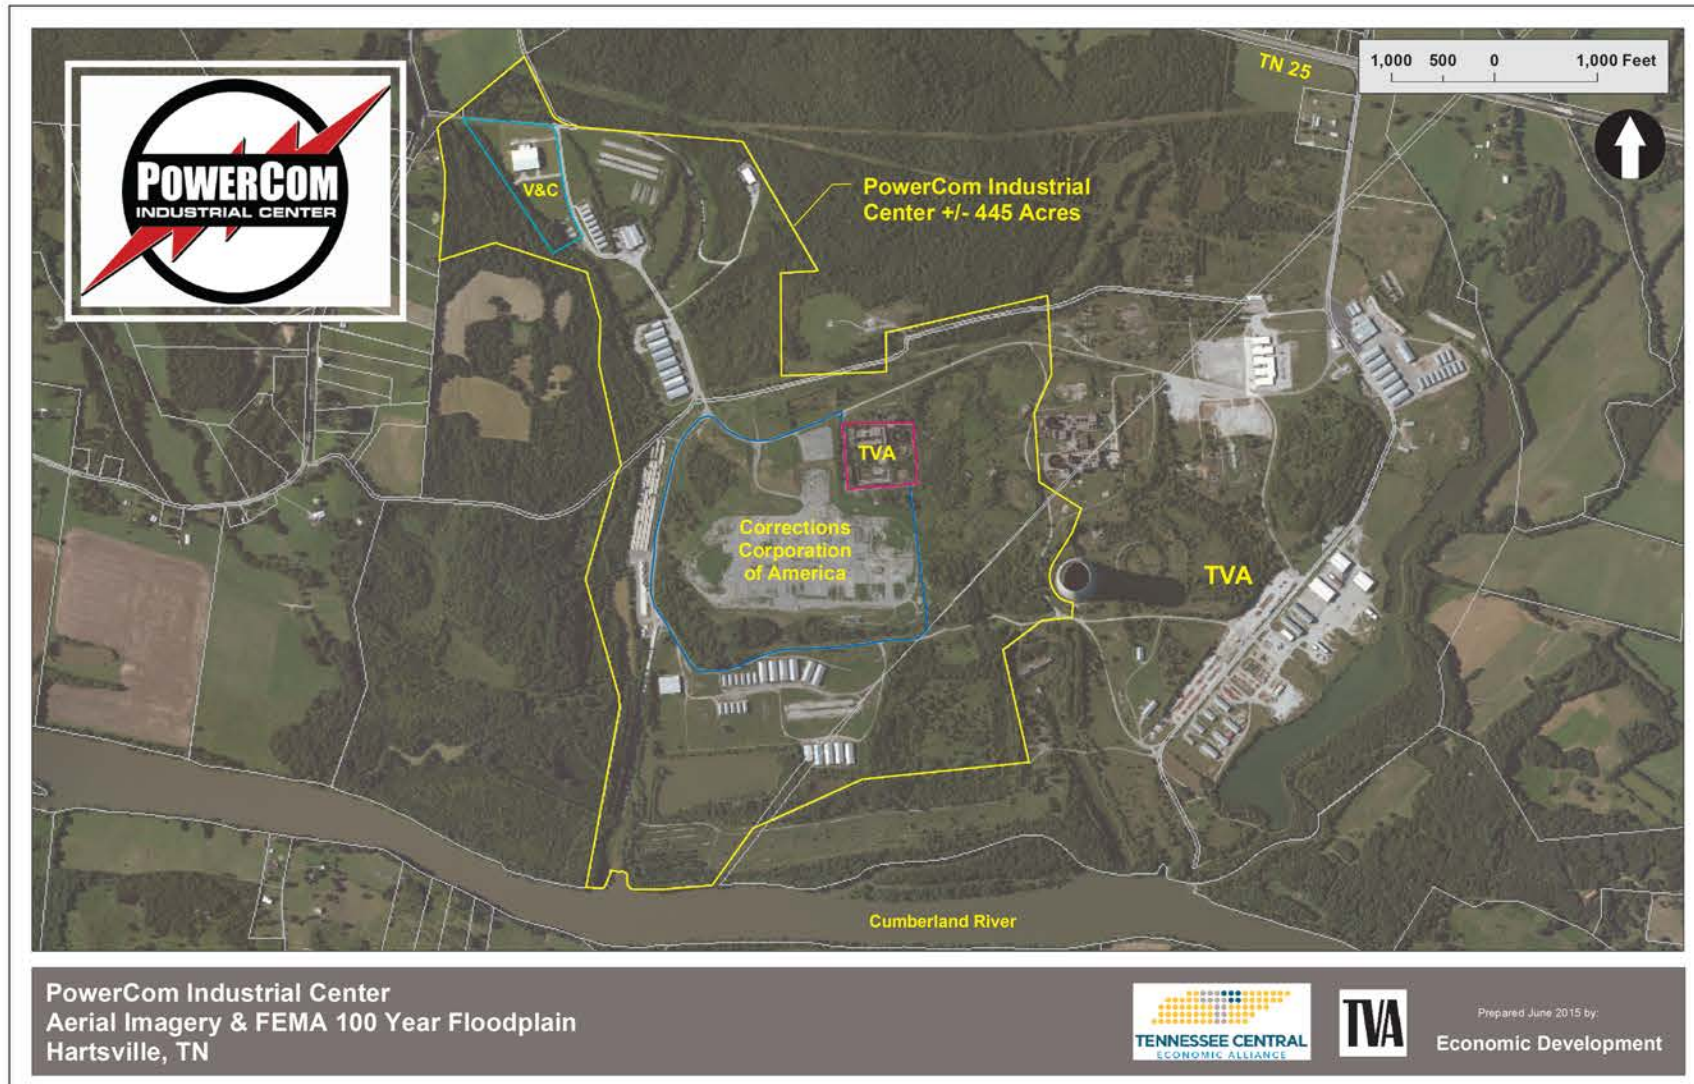 POWERCOM
INDUSTRIAL CENTER
TN 25
1,000 500 0 1,000 Feet
V&C
PowerCom Industrial
Center +/- 445 Acres
TVA
Corrections
Corporation
of America
TVA
Cumberland River
PowerCom Industrial Center
Aerial Imagery & FEMA 100 Year Floodplain
Hartsville, TN
TENNESSEE CENTRAL
ECONOMIC ALLIANCE
TVA
Prepared June 2015 by:
Economic Development